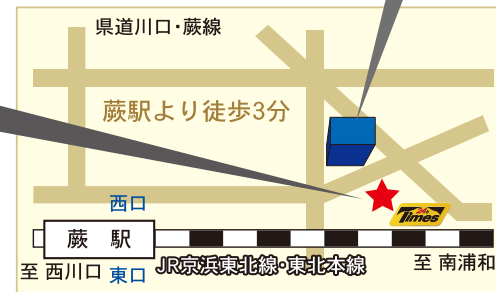 県道川口・蕨線
蕨駅より徒歩3分
西口
24h
Times
蕨 駅
至 西川口
東口
JR京浜東北線・東北本線
至 南浦和